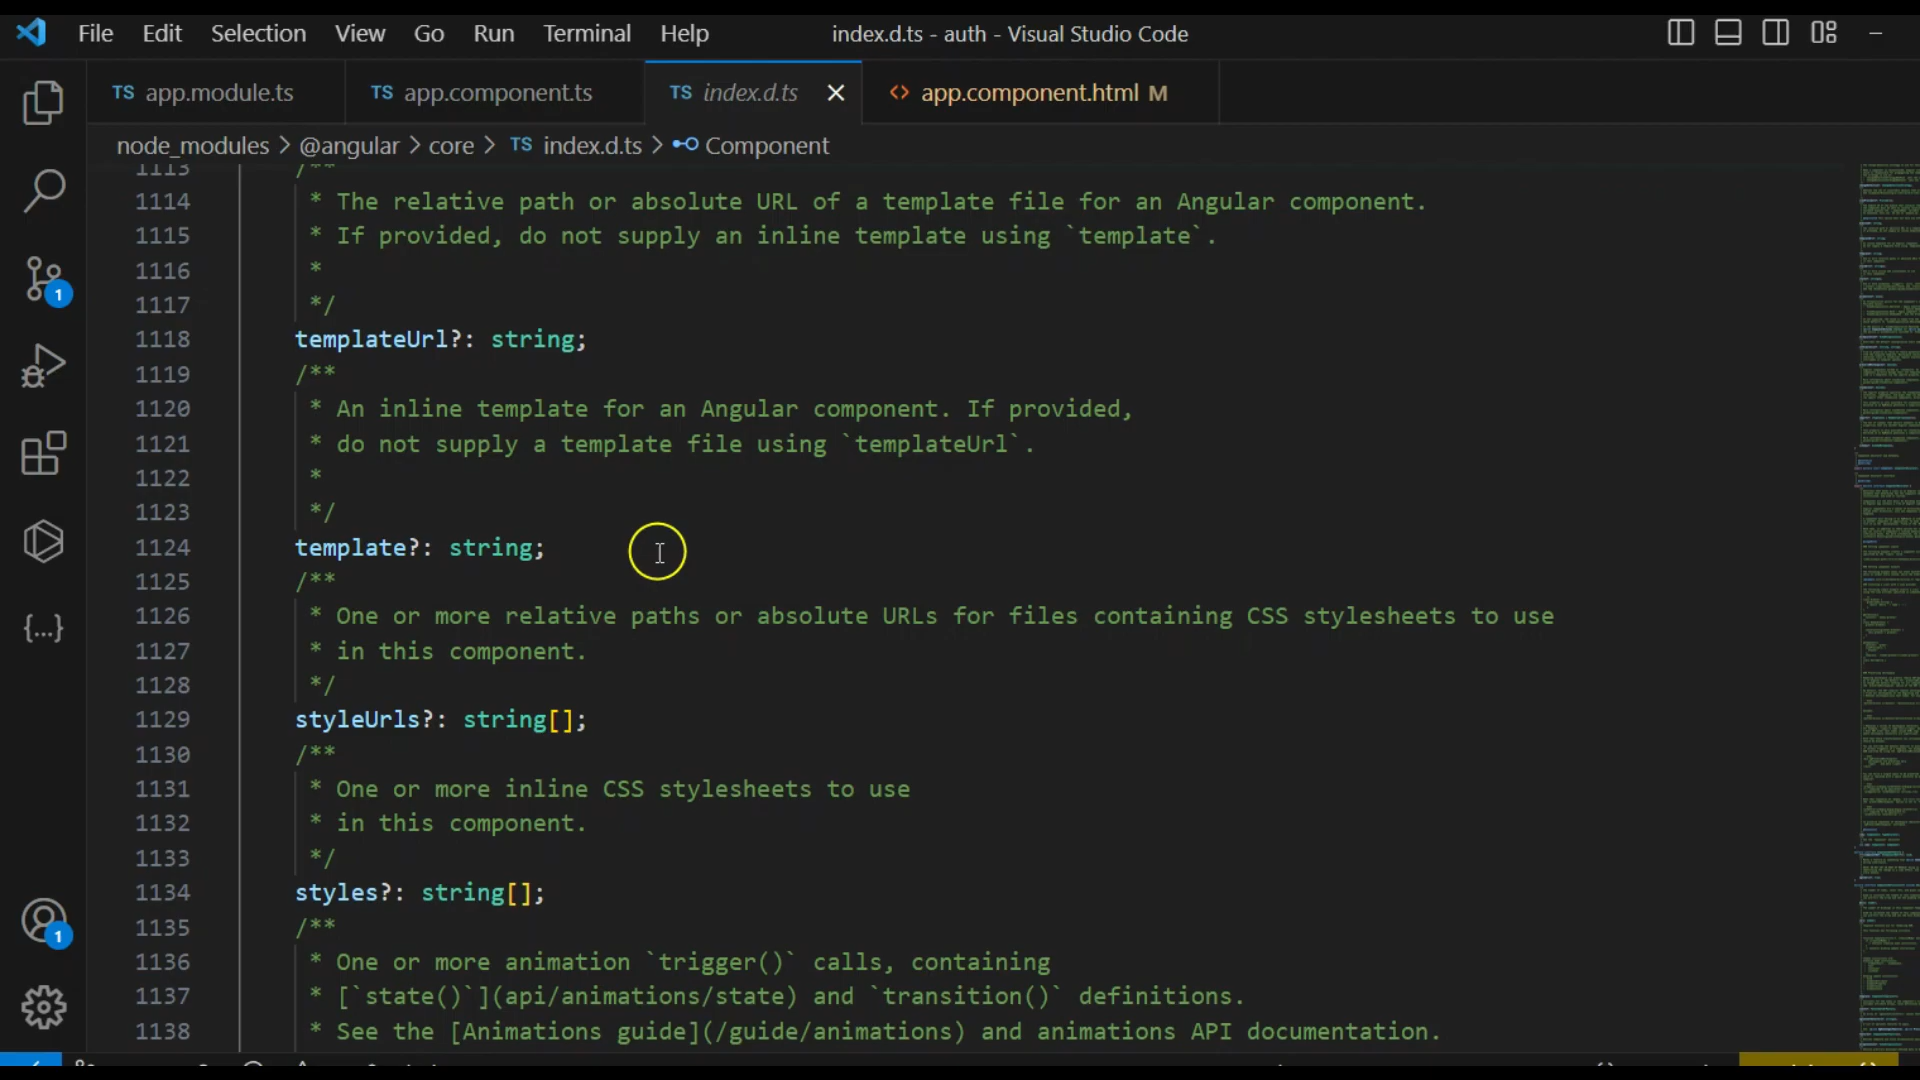 File Edit Selection View Go Run Terminal Help index.d.ts - auth - Visual Studio Code
TS app.module.ts TS app.component.ts TS index.d.ts <> app.component.html M
node_modules > @angular > core > TS index.d.ts > Component
1113 /**
1114 * The relative path or absolute URL of a template file for an Angular component.
1115 * If provided, do not supply an inline template using `template`.
1116 *
1117 */
1118 templateUrl?: string;
1119 /**
1120 * An inline template for an Angular component. If provided,
1121 * do not supply a template file using `templateUrl`.
1122 *
1123 */
1124 template?: string;
1125 /**
1126 * One or more relative paths or absolute URLs for files containing CSS stylesheets to use
1127 * in this component.
1128 */
1129 styleUrls?: string[];
1130 /**
1131 * One or more inline CSS stylesheets to use
1132 * in this component.
1133 */
1134 styles?: string[];
1135 /**
1136 * One or more animation `trigger()` calls, containing
1137 * [`state()`](api/animations/state) and `transition()` definitions.
1138 * See the [Animations guide](/guide/animations) and animations API documentation.
1
{...}
1